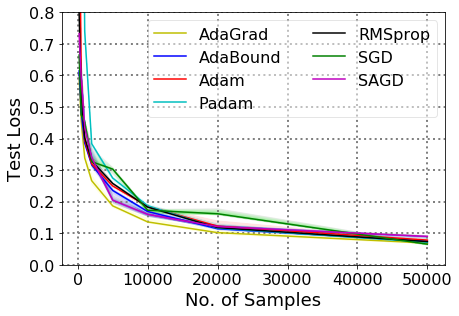 0.8
0.7
0.6
0.5
0.4
0.3
0.2
0.1
0.0
Test Loss
AdaGrad
AdaBound
Adam
Padam
RMSprop
SGD
SAGD
0 10000 20000 30000 40000 50000
No. of Samples